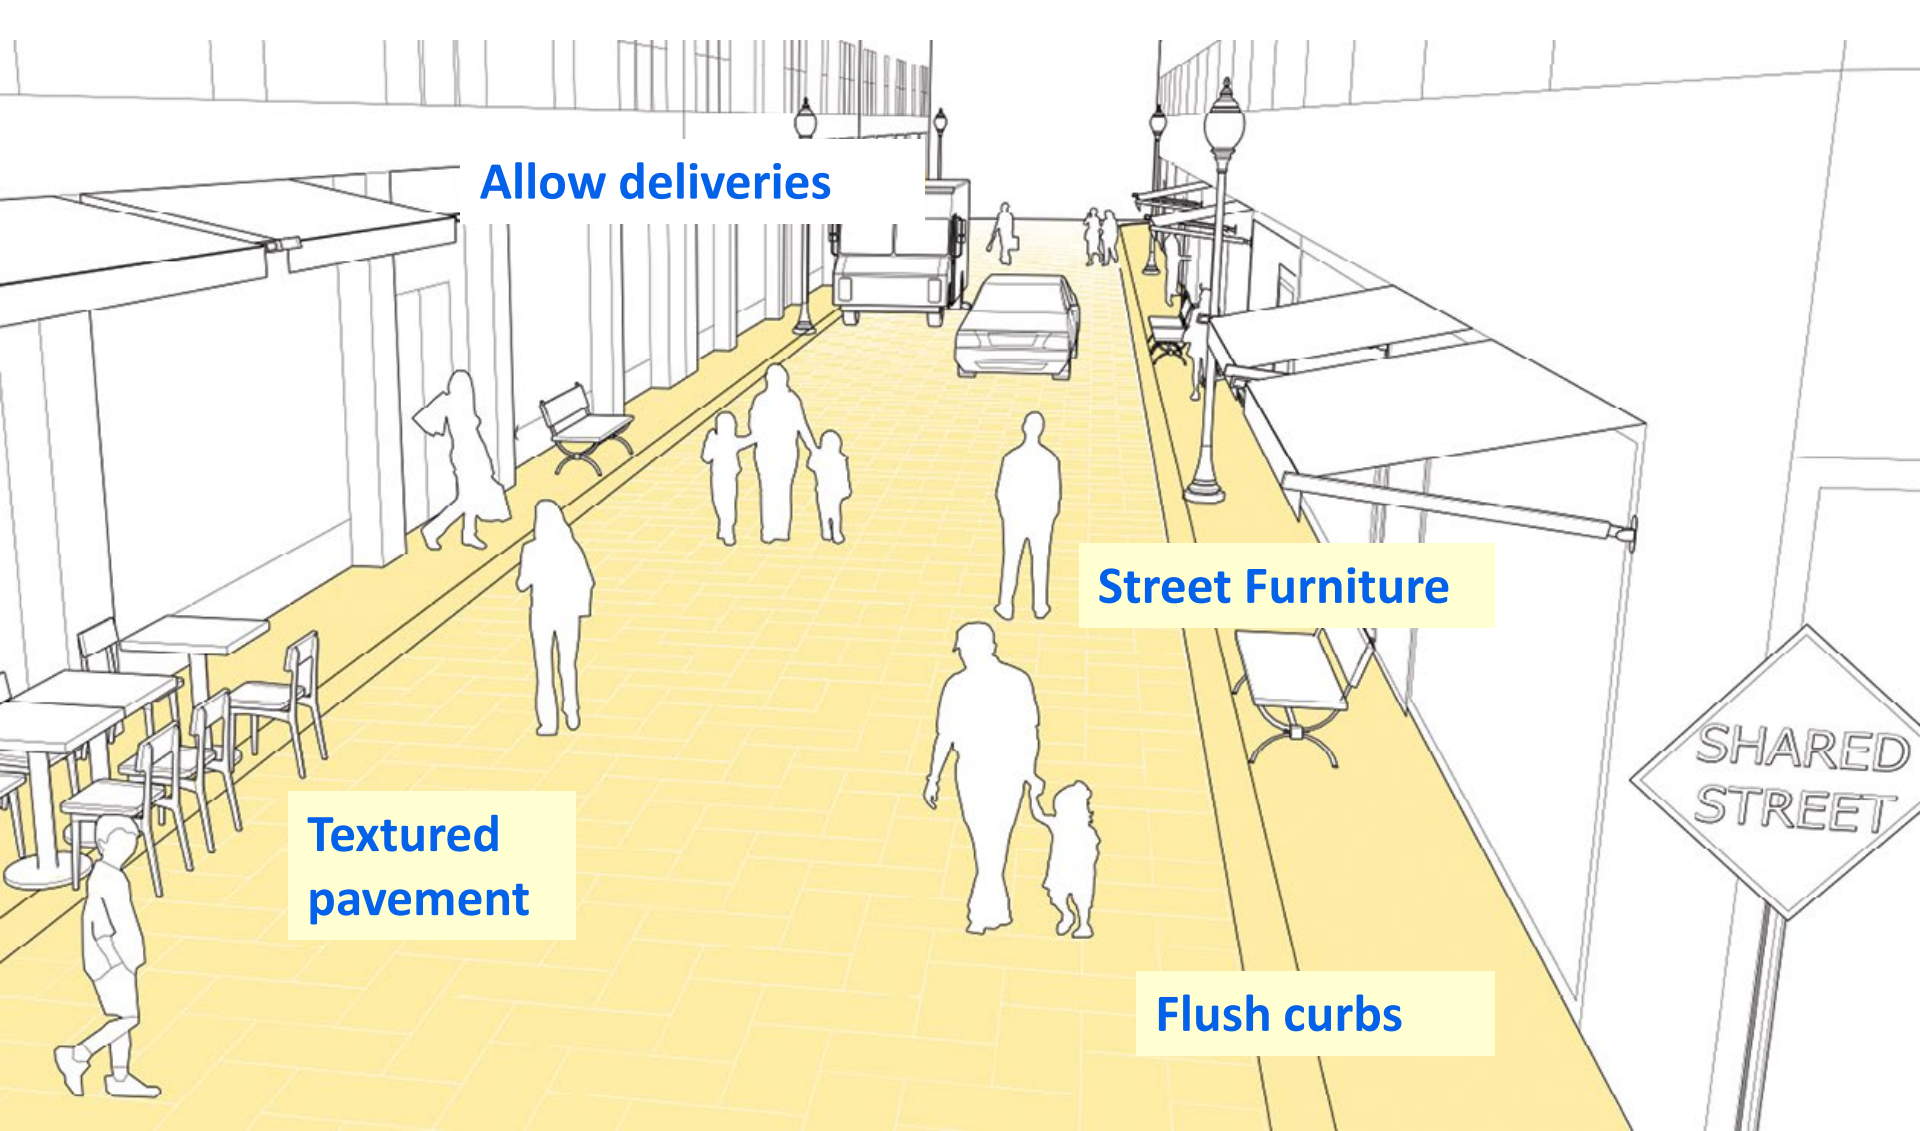 Allow deliveries
Street Furniture
SHARED
STREET
Textured
pavement
Flush curbs